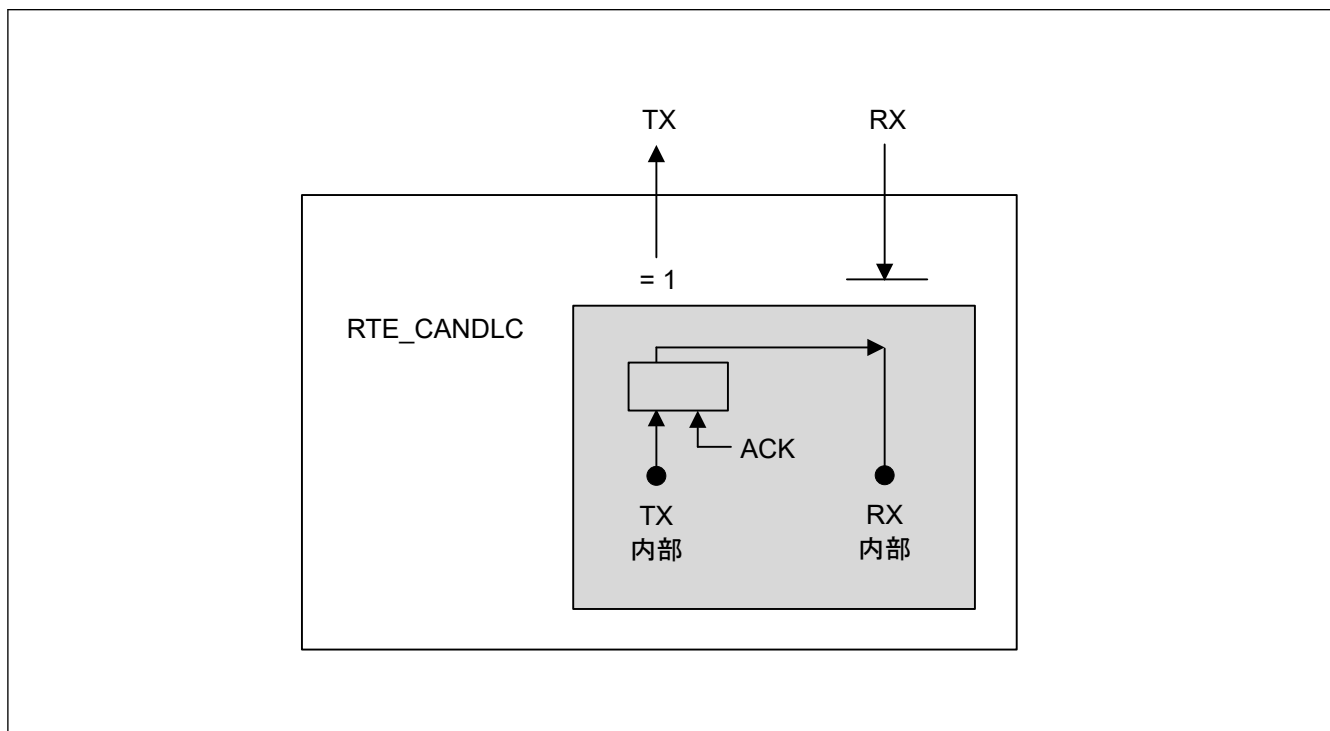 TX
RX
= 1
RTE_CANDLC
ACK
TX
内部
RX
内部